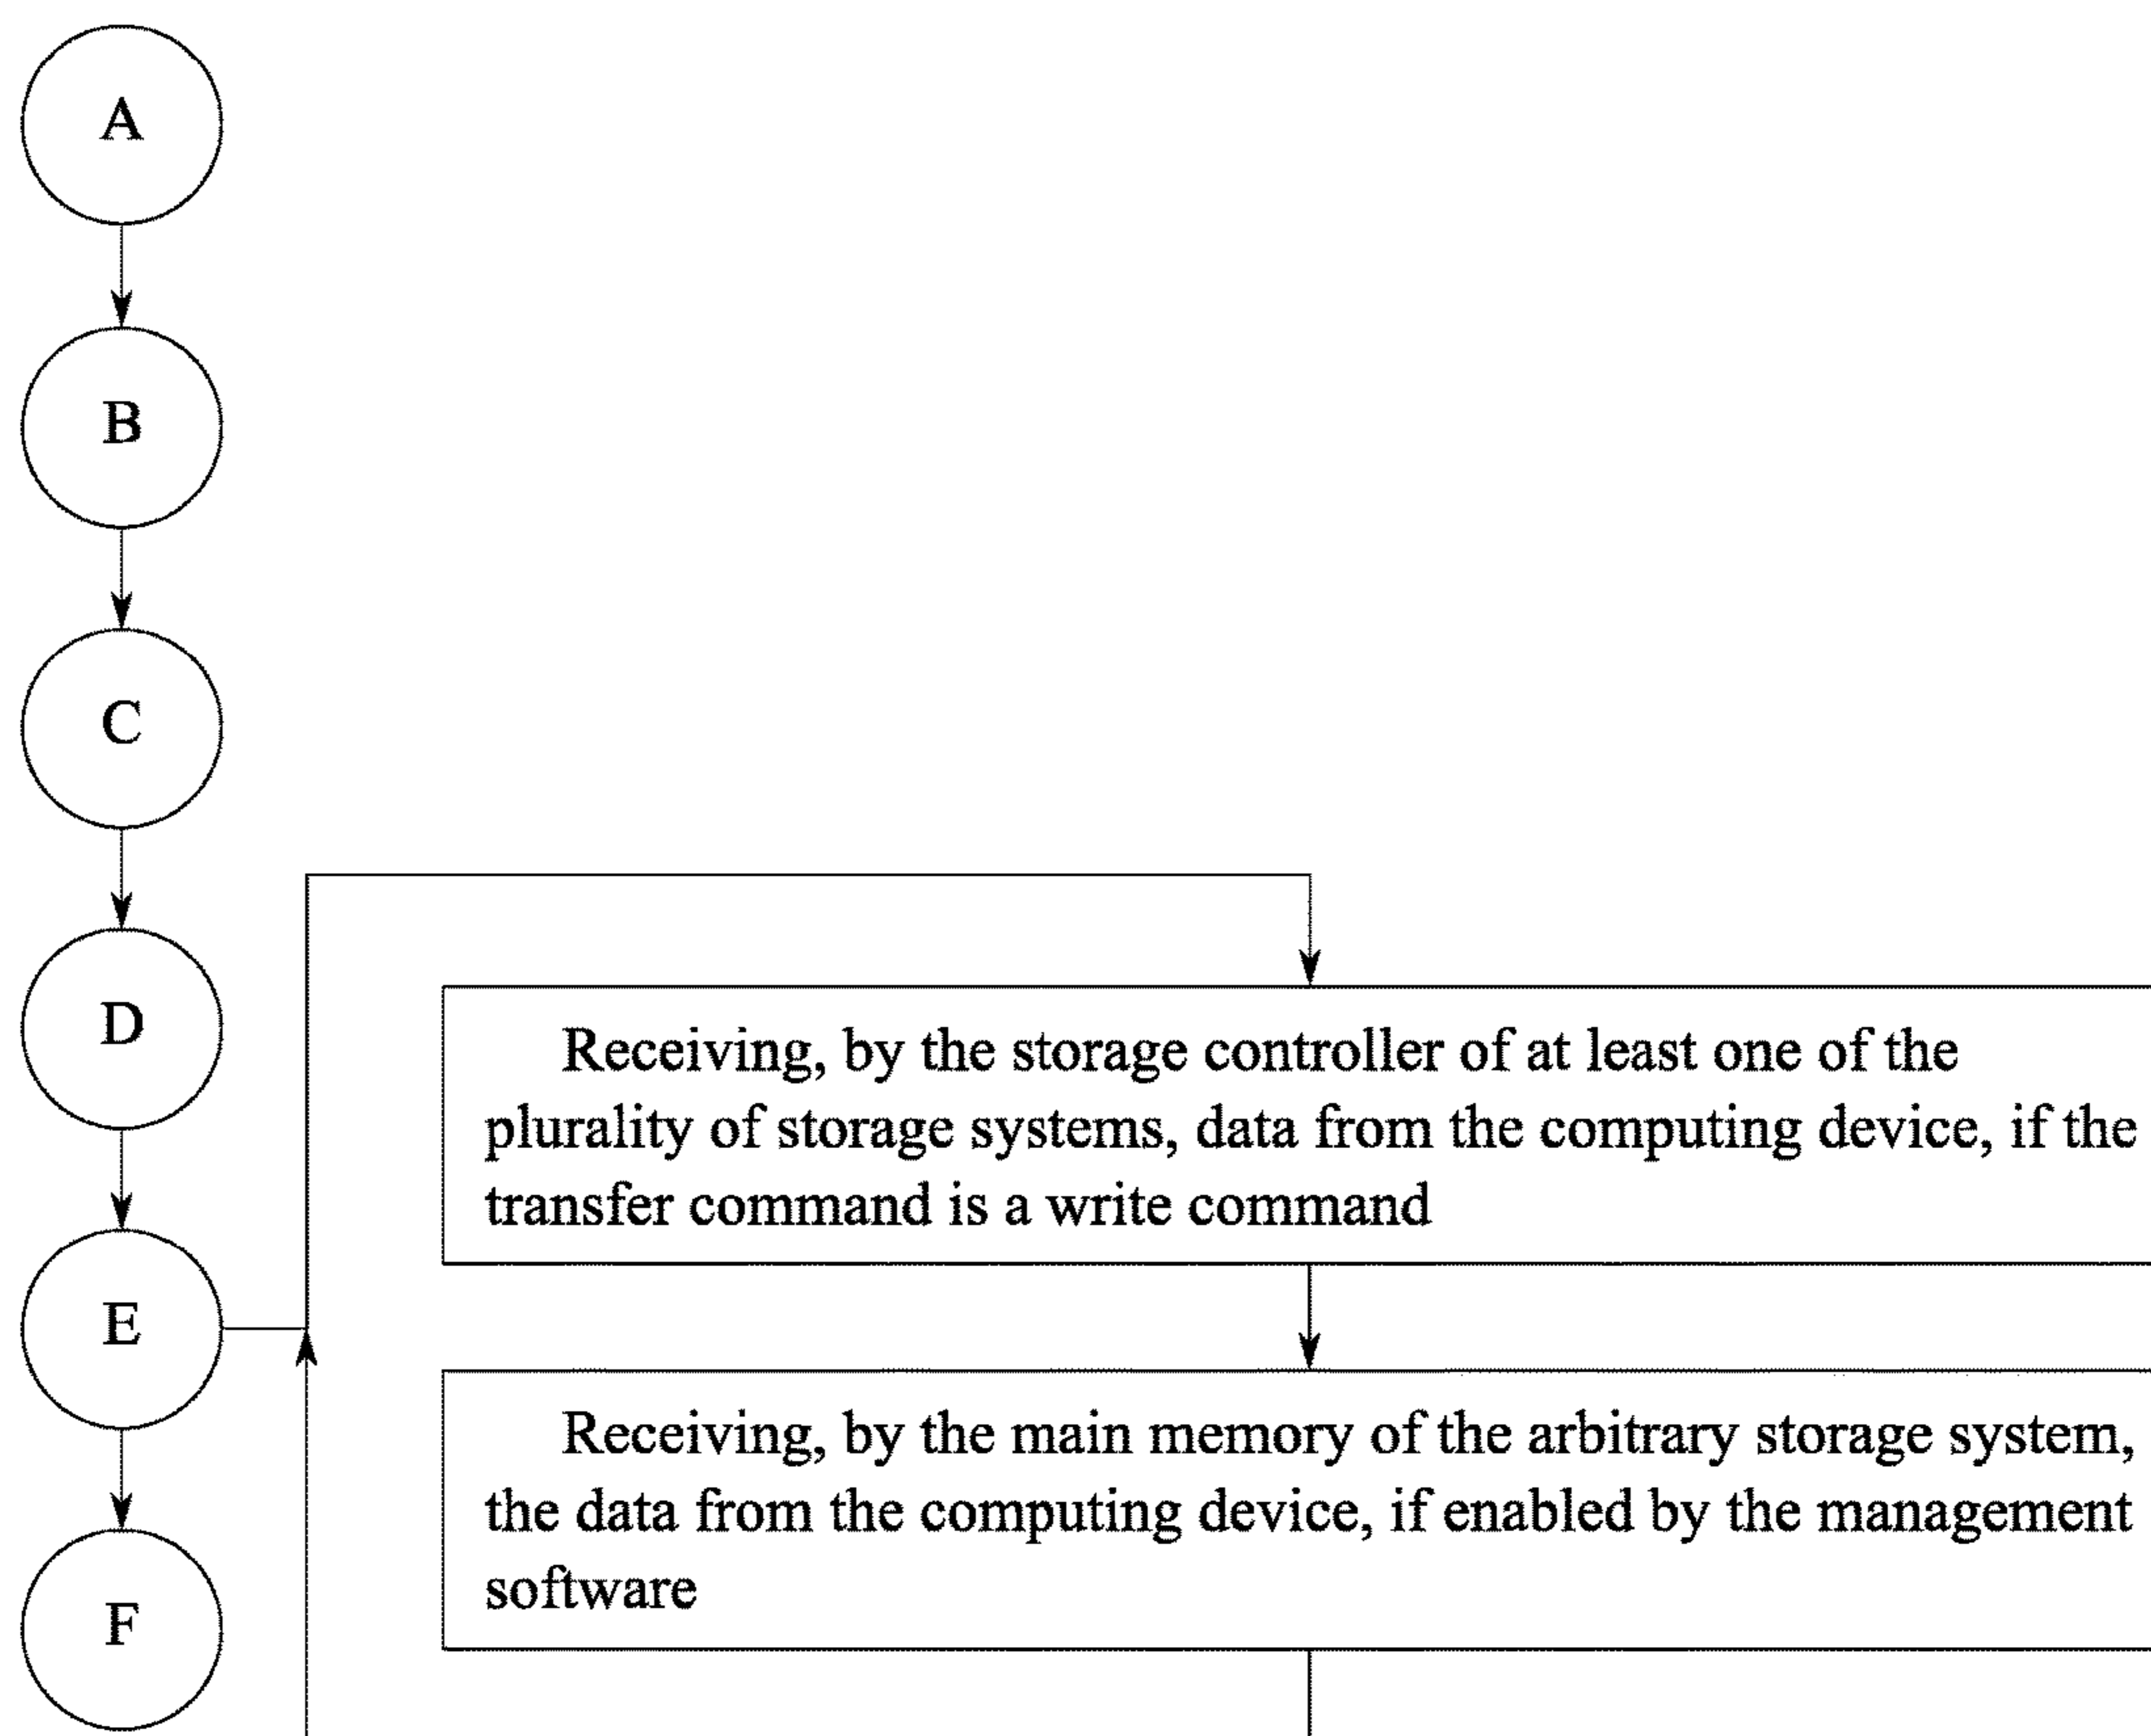 A
B
C
D
E
F
Receiving, by the storage controller of at least one of the
plurality of storage systems, data from the computing device, if the
transfer command is a write command
Receiving, by the main memory of the arbitrary storage system,
the data from the computing device, if enabled by the management
software